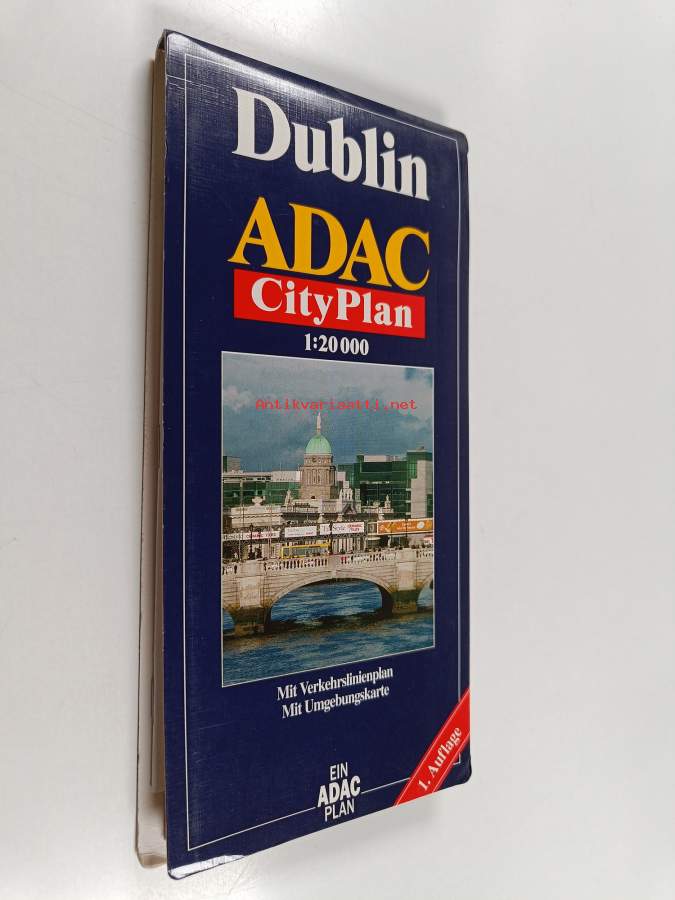 Dublin
ADAC
CityPlan
1:20 000
Antikvariaatti.net
Mit Verkehrslinienplan
Mit Umgebungskarte
1. Auflage
EIN
ADAC
PLAN